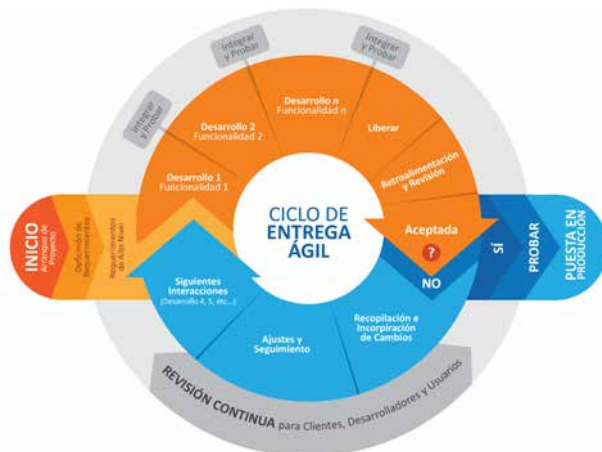 Integrar
y Probar
Integrar
y Probar
Integrar
y Probar
Desarrollo 1
Funcionalidad 1
Desarrollo 2
Funcionalidad 2
Desarrollo n
Funcionalidad n
Liberar
Retroalimentación
y Revisión
INICIO
Arranque de
Proyecto
Definición de
Requerimientos
Requerimientos
de Alto Nivel
CICLO DE
ENTREGA
ÁGIL
Aceptada
?
SÍ
PROBAR
PUESTA EN
PRODUCCIÓN
NO
Siguientes
Interacciones
(Desarrollo 4, 5, étc...)
Ajustes y
Seguimiento
Recopilación e
Incorpiración
de Cambios
REVISIÓN CONTINUA para Clientes, Desarrolladores y Usuarios